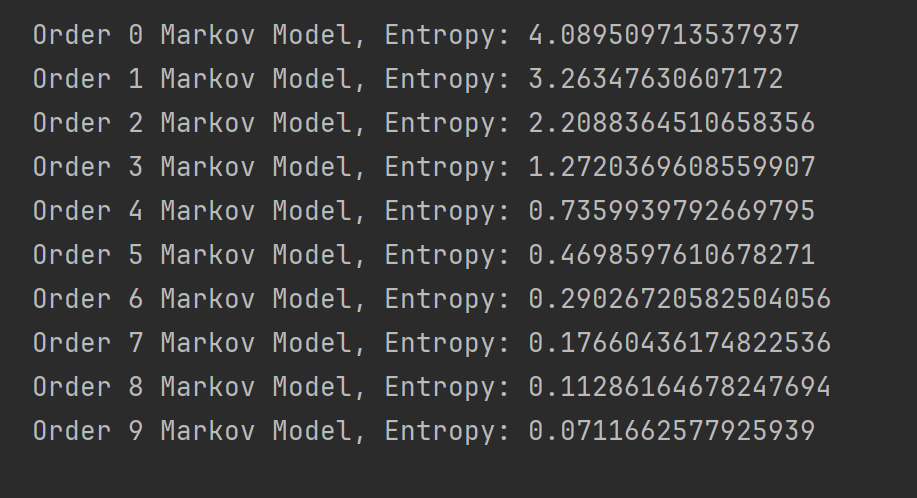 Order 0 Markov Model, Entropy: 4.089509713537937
Order 1 Markov Model, Entropy: 3.26347630607172
Order 2 Markov Model, Entropy: 2.2088364510658356
Order 3 Markov Model, Entropy: 1.2720369608559907
Order 4 Markov Model, Entropy: 0.7359939792669795
Order 5 Markov Model, Entropy: 0.4698597610678271
Order 6 Markov Model, Entropy: 0.29026720582504056
Order 7 Markov Model, Entropy: 0.17660436174822536
Order 8 Markov Model, Entropy: 0.11286164678247694
Order 9 Markov Model, Entropy: 0.0711662577925939